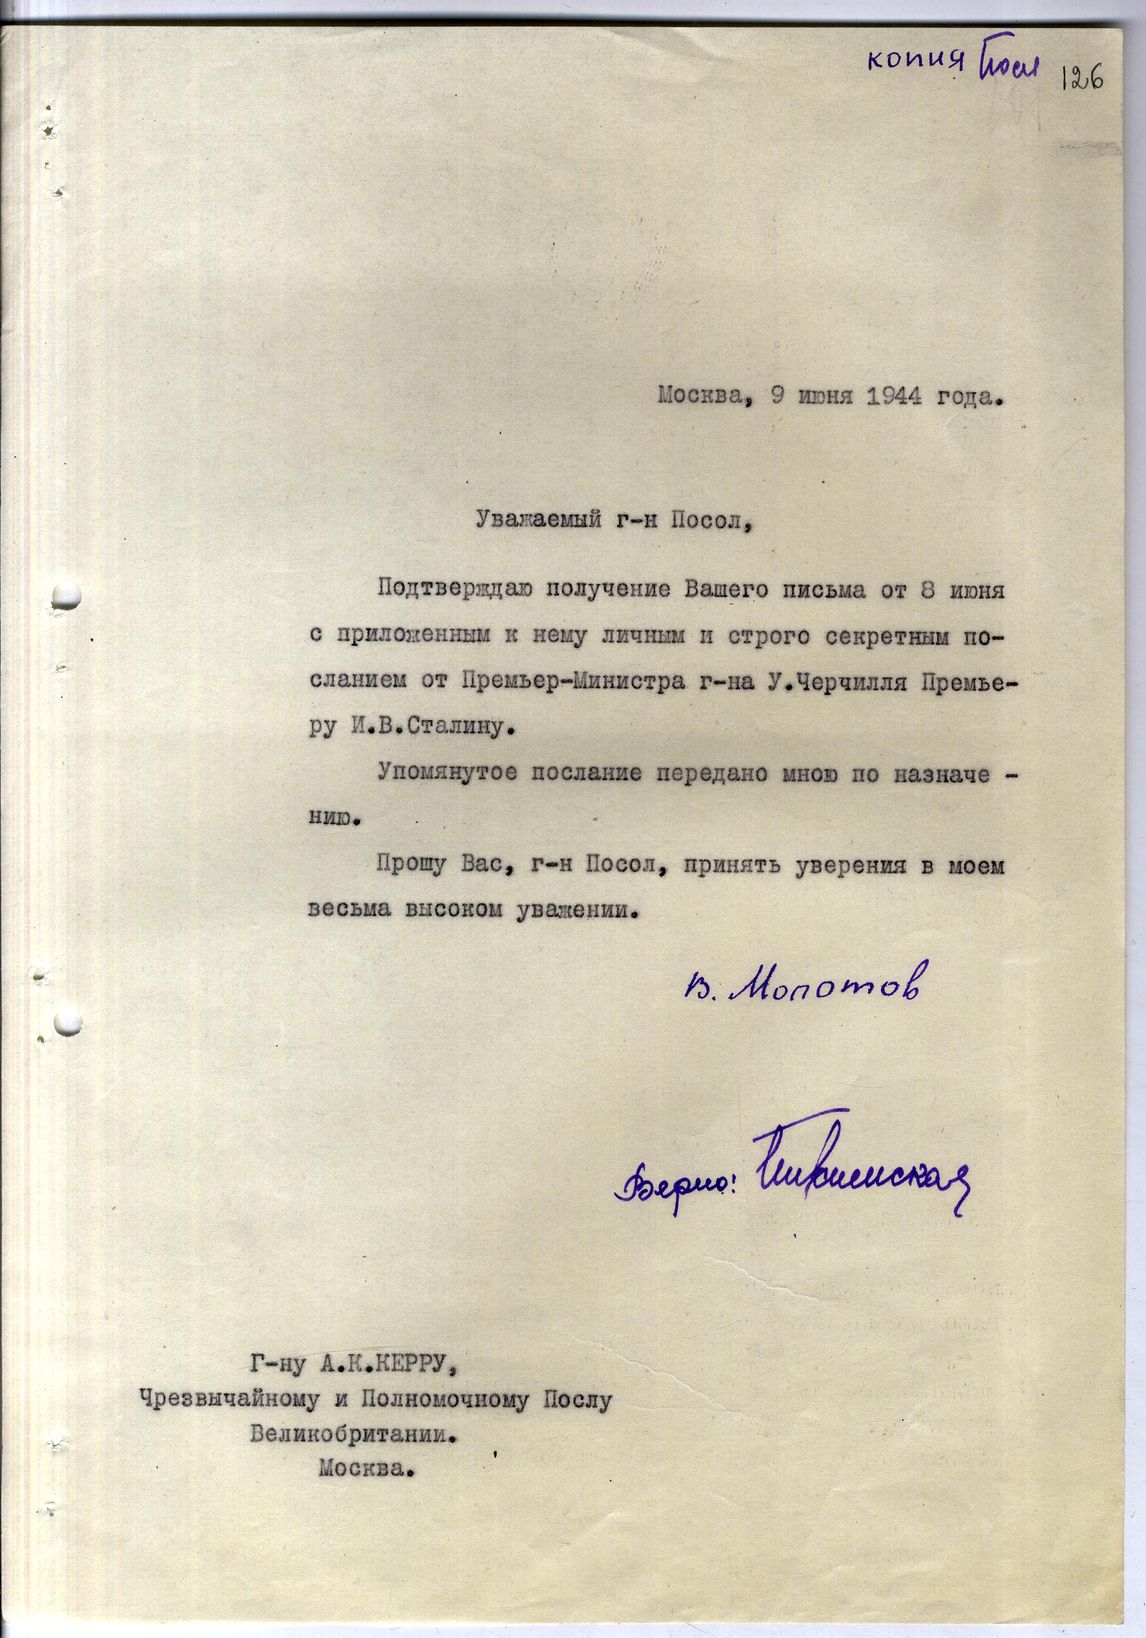 копия 126
Москва, 9 июня 1944 года.
Уважаемый г-н Посол,
Подтверждаю получение Вашего письма от 8 июня
с приложенным к нему личным и строго секретным по-
сланием от Премьер-Министра г-на У.Черчилля Премье-
ру И.В.Сталину.
Упомянутое послание передано мною по назначе -
нию.
Прошу Вас, г-н Посол, принять уверения в моем
весьма высоком уважении.
В. Молотов
Верно:
Г-ну А.К.КЕРРУ,
Чрезвычайному и Полномочному Послу
Великобритании.
Москва.